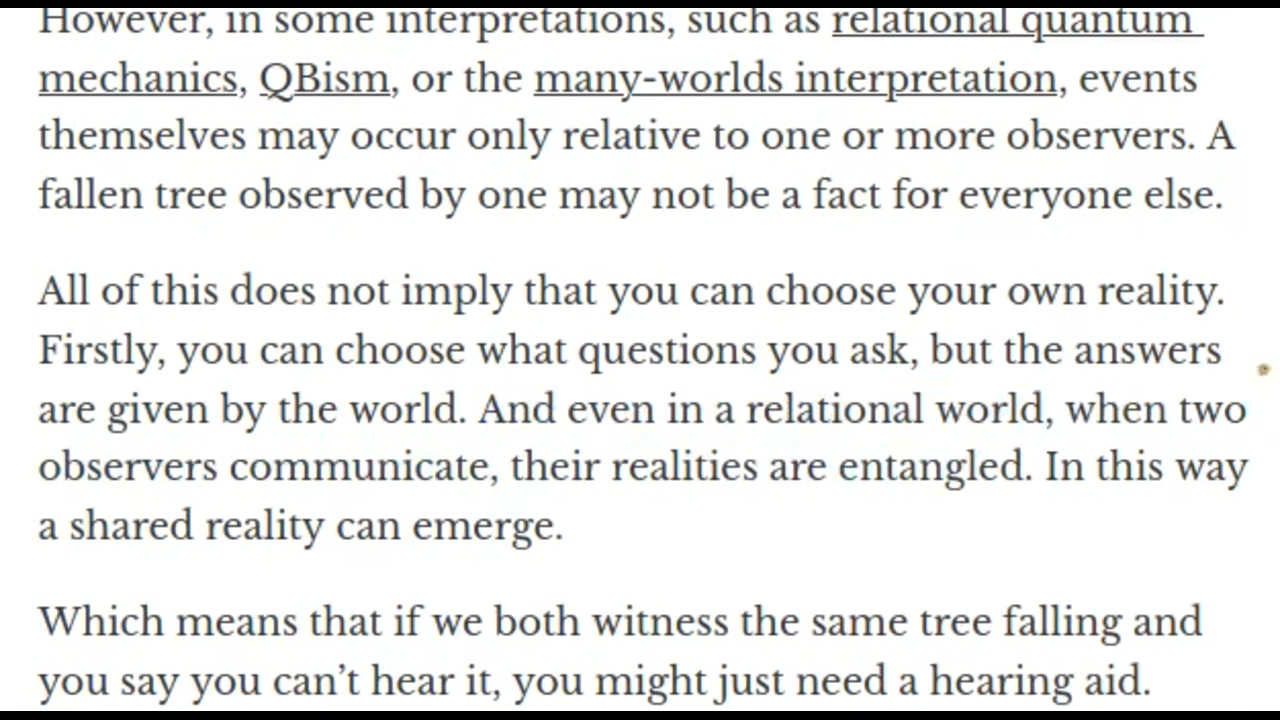 However, in some interpretations, such as relational quantum
mechanics, QBism, or the many-worlds interpretation, events
themselves may occur only relative to one or more observers. A
fallen tree observed by one may not be a fact for everyone else.
All of this does not imply that you can choose your own reality.
Firstly, you can choose what questions you ask, but the answers
are given by the world. And even in a relational world, when two
observers communicate, their realities are entangled. In this way
a shared reality can emerge.
Which means that if we both witness the same tree falling and
you say you can’t hear it, you might just need a hearing aid.